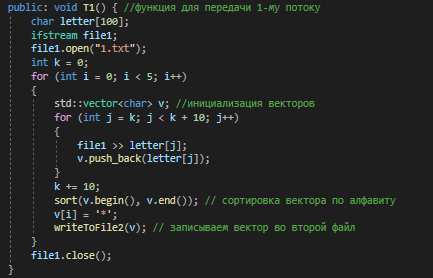 public: void T1() { //функция для передачи 1-му потоку
char letter[100];
ifstream file1;
file1.open("1.txt");
int k = 0;
for (int i = 0; i < 5; i++)
{
std::vector<char> v; //инициализация векторов
for (int j = k; j < k + 10; j++)
{
file1 >> letter[j];
v.push_back(letter[j]);
}
k += 10;
sort(v.begin(), v.end()); // сортировка вектора по алфавиту
v[i] = '*';
writeToFile2(v); // записываем вектор во второй файл
}
file1.close();
}